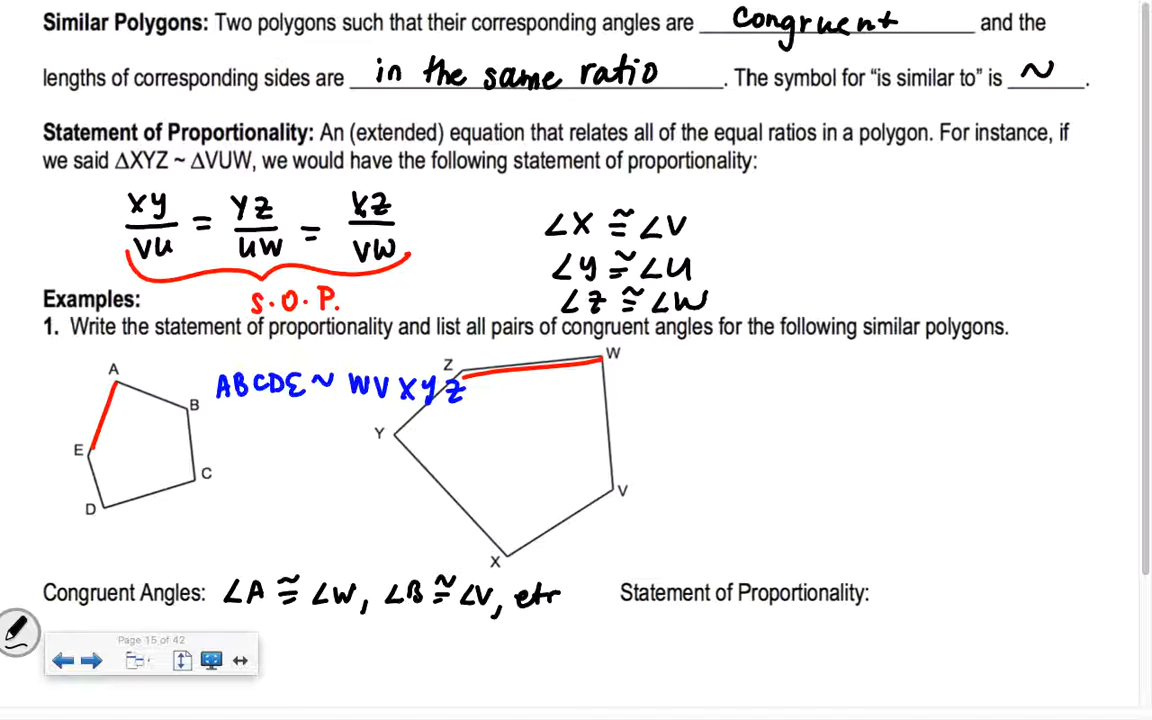 Similar Polygons: Two polygons such that their corresponding angles are congruent and the
lengths of corresponding sides are in the same ratio. The symbol for “is similar to” is ~.
Statement of Proportionality: An (extended) equation that relates all of the equal ratios in a polygon. For instance, if
we said ΔXYZ ~ ΔVUW, we would have the following statement of proportionality:
XY/VU = YZ/UW = XZ/VW
∠X ≅ ∠V
∠Y ≅ ∠U
∠Z ≅ ∠W
S.O.P.
Examples:
1. Write the statement of proportionality and list all pairs of congruent angles for the following similar polygons.
A
B
C
D
E
ABCDE ~ WVXYZ
Z
W
Y
V
X
Congruent Angles: ∠A ≅ ∠W, ∠B ≅ ∠V, etc
Statement of Proportionality:
Page 15 of 42